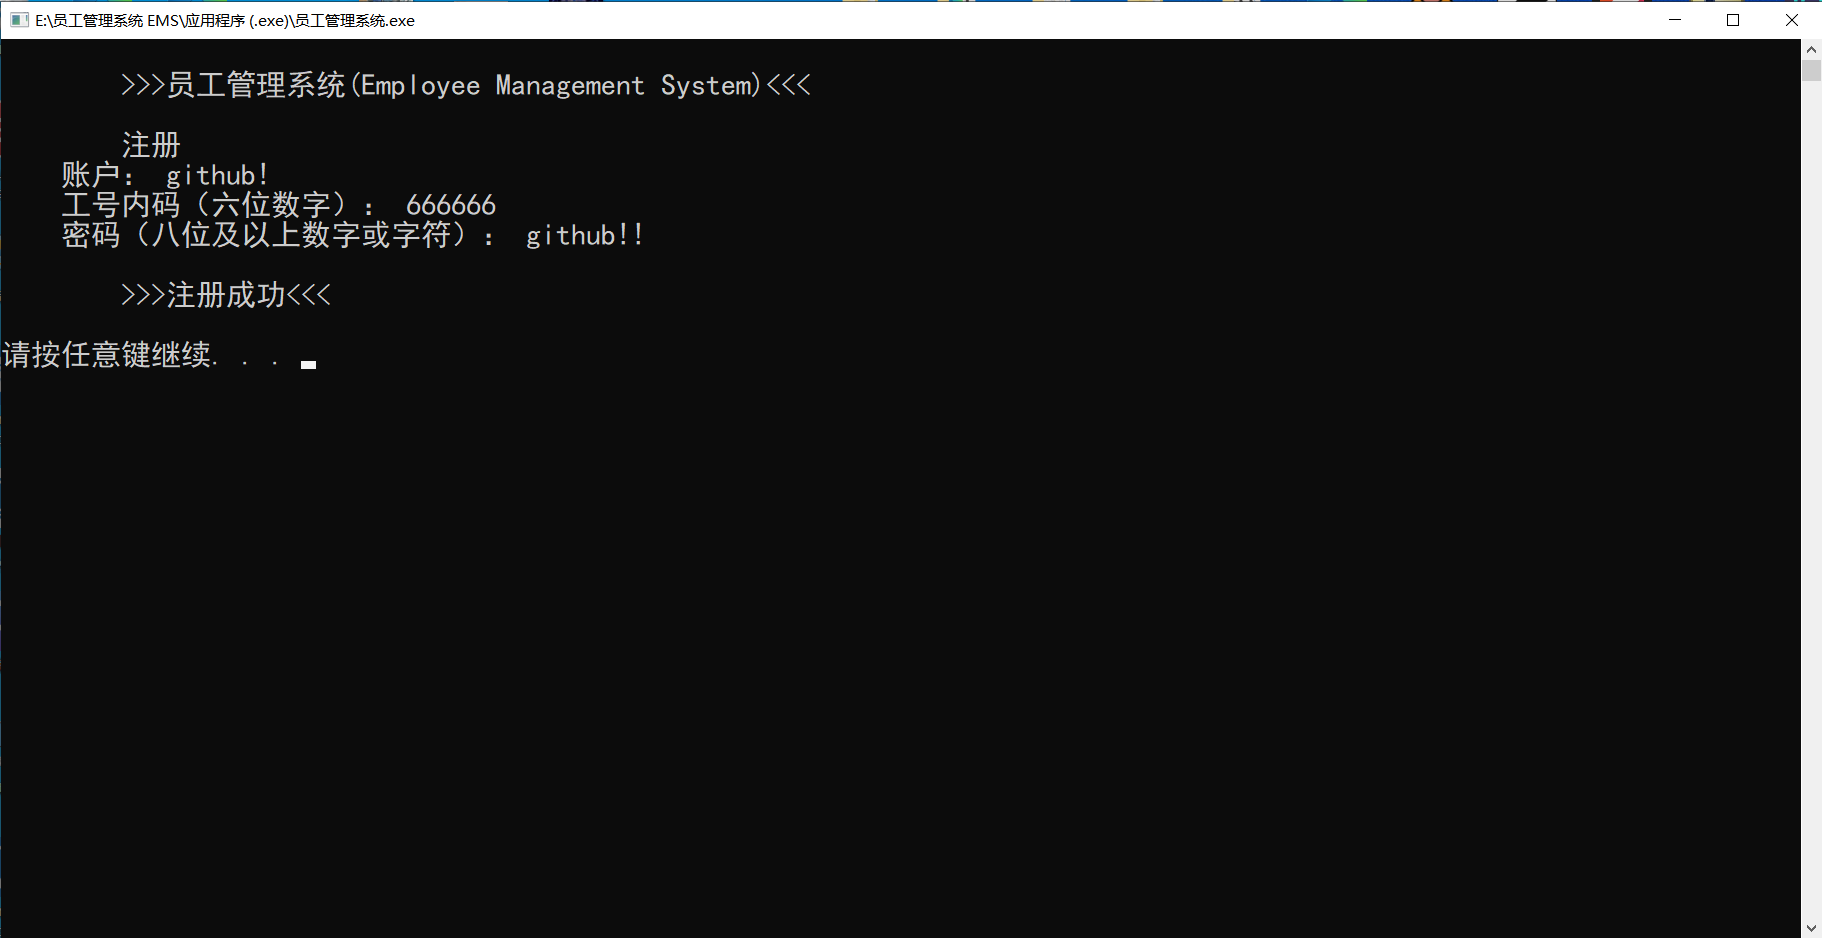 E:\员工管理系统 EMS\应用程序 (.exe)\员工管理系统.exe
>>>员工管理系统(Employee Management System)<<<
注册
账户： github!
工号内码（六位数字）： 666666
密码（八位及以上数字或字符）： github!!
>>>注册成功<<<
请按任意键继续. . .